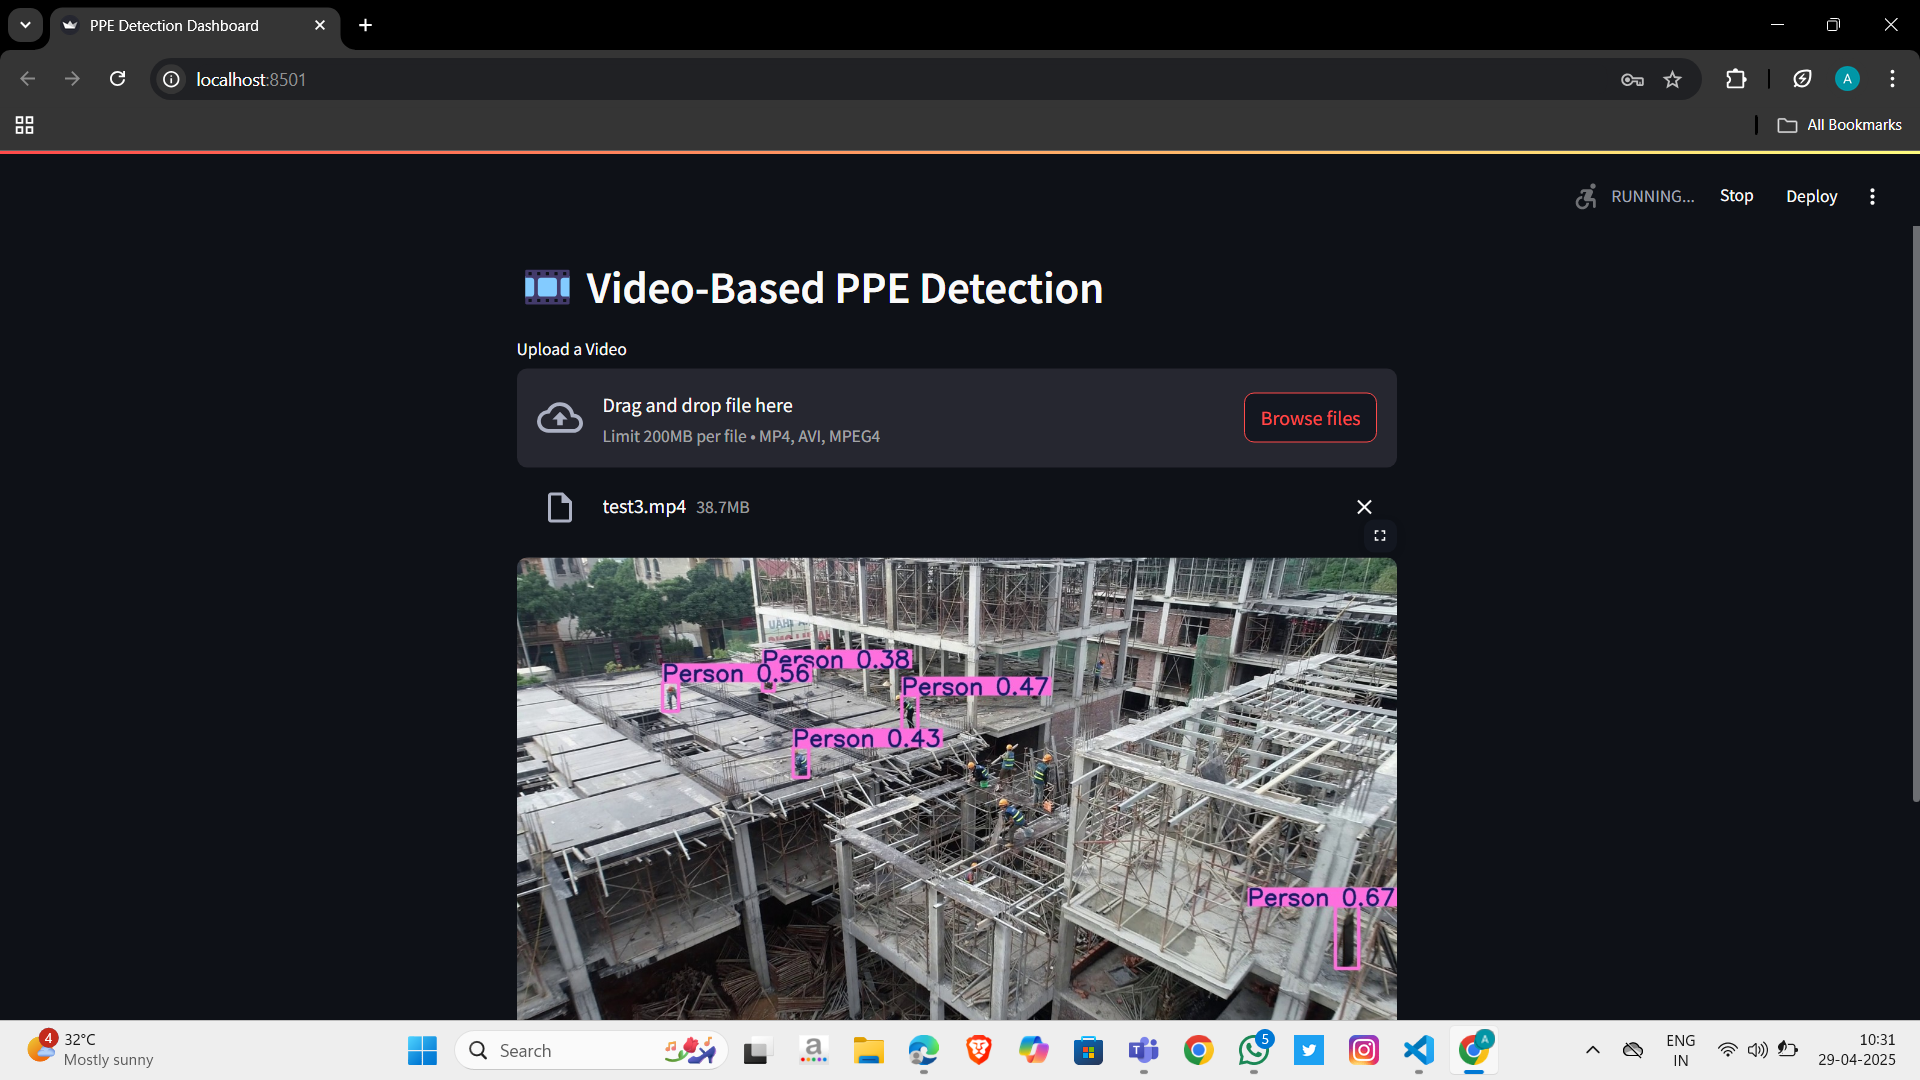 PPE Detection Dashboard
localhost:8501
A
All Bookmarks
RUNNING...
Stop
Deploy
Video-Based PPE Detection
Upload a Video
Drag and drop file here
Limit 200MB per file • MP4, AVI, MPEG4
Browse files
test3.mp4 38.7MB
Person 0.38
Person 0.56
Person 0.47
Person 0.43
Person 0.67
4
32°C
Mostly sunny
Search
a
5
A
ENG
IN
10:31
29-04-2025